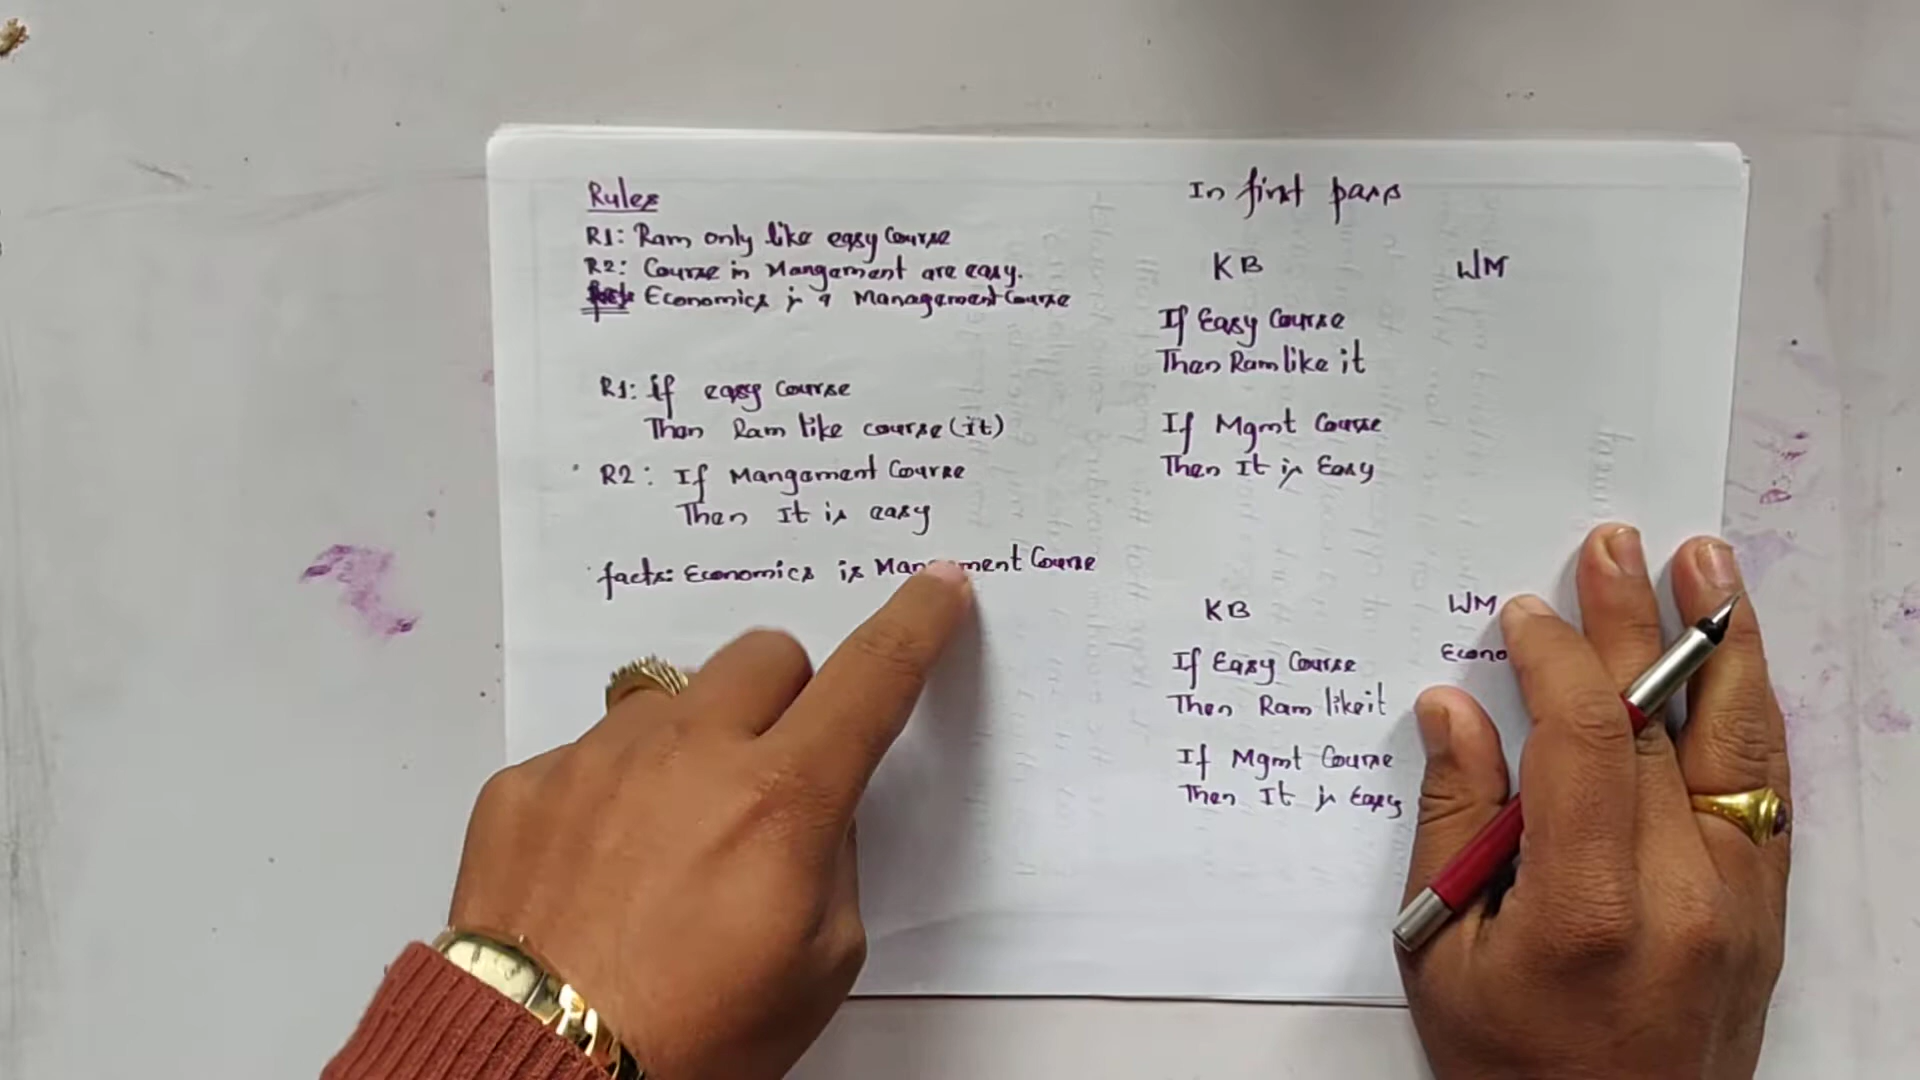 Rules
R1: Ram only like easy Course
R2: Course in Mangament are easy.
Economics is a Management Course
R1: if easy Course
Then Ram like course (it)
R2: If Mangament Course
Then It is easy
facts: Economics is Management Course
In first pass
KB WM
If Easy Course
Then Ram like it
If Mgmt Course
Then It is Easy
KB WM
If Easy Course Econo
Then Ram like it
If Mgmt Course
Then It is Easy